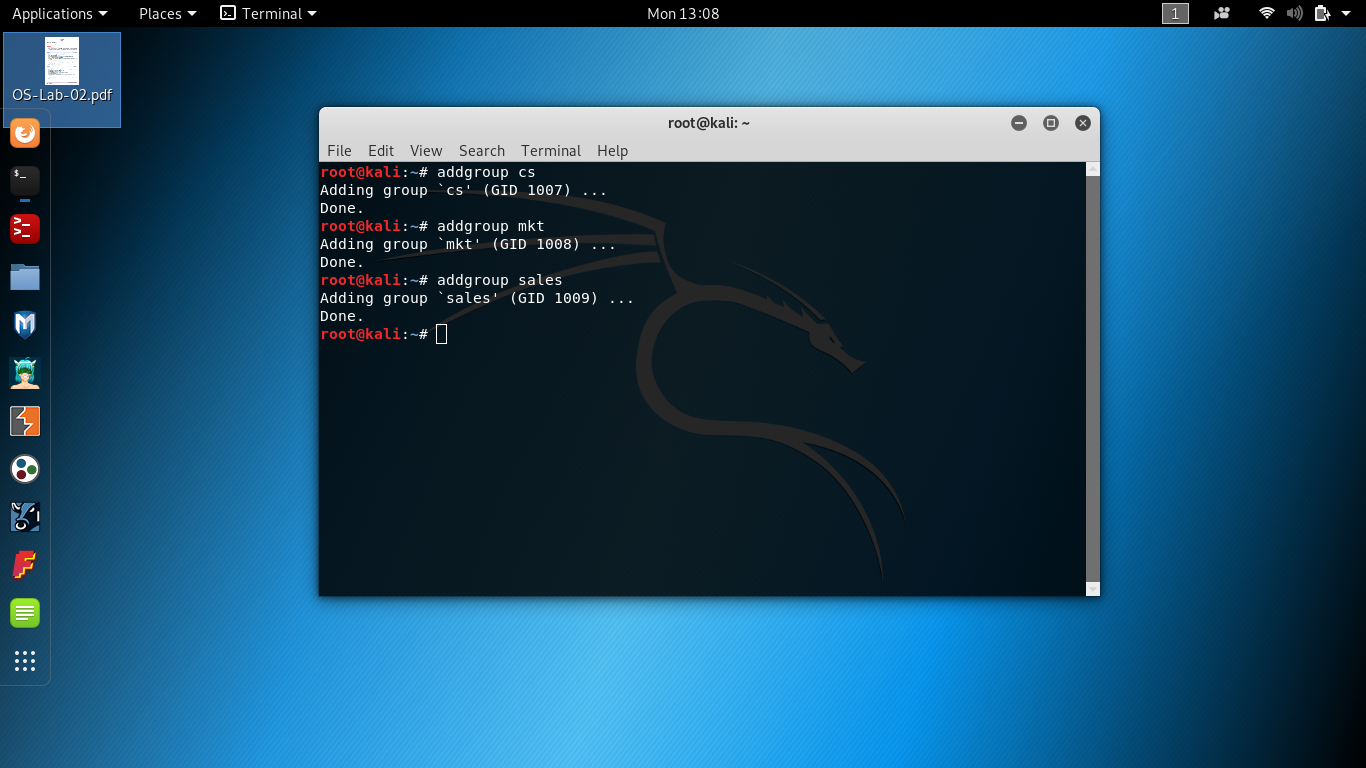 Applications Places Terminal Mon 13:08 1
OS-Lab-02.pdf
root@kali: ~
File Edit View Search Terminal Help
root@kali:~# addgroup cs
Adding group `cs' (GID 1007) ...
Done.
root@kali:~# addgroup mkt
Adding group `mkt' (GID 1008) ...
Done.
root@kali:~# addgroup sales
Adding group `sales' (GID 1009) ...
Done.
root@kali:~#